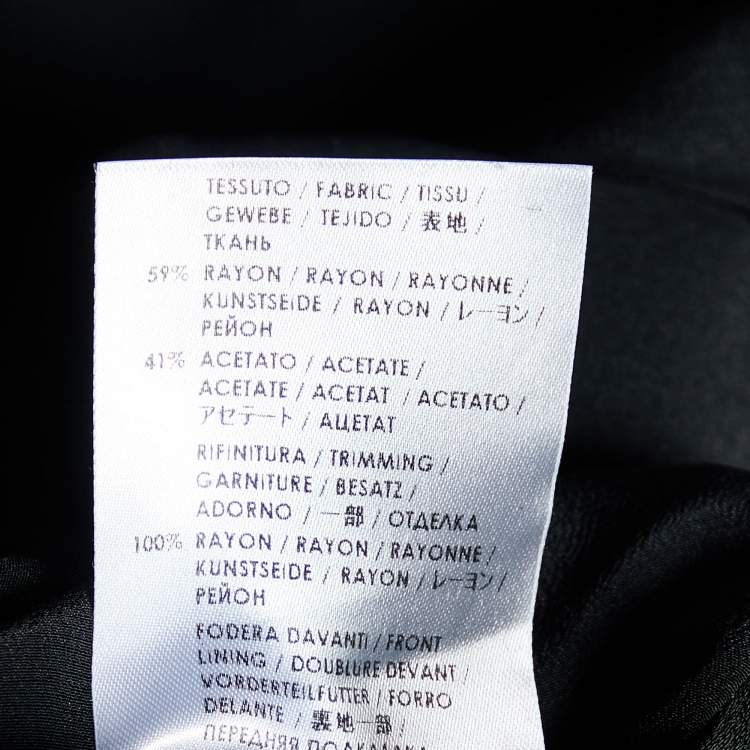 TESSUTO / FABRIC / TISSU /
GEWEBE / TEJIDO / 表地 /
ТКАНЬ
59% RAYON / RAYON / RAYONNE /
KUNSTSEIDE / RAYON / レーヨン /
РЕЙОН
41% ACETATO / ACETATE /
ACETATE / ACETAT / ACETATO /
アセテート / АЦЕТАТ
RIFINITURA / TRIMMING /
GARNITURE / BESATZ /
ADORNO / 一部 / ОТДЕЛКА
100% RAYON / RAYON / RAYONNE /
KUNSTSEIDE / RAYON / レーヨン /
РЕЙОН
FODERA DAVANTI / FRONT
LINING / DOUBLURE DEVANT /
VORDERTEILFUTTER / FORRO
DELANTE / 裏地一部 /
ПЕРЕДНЯЯ ПОДКЛАДКА